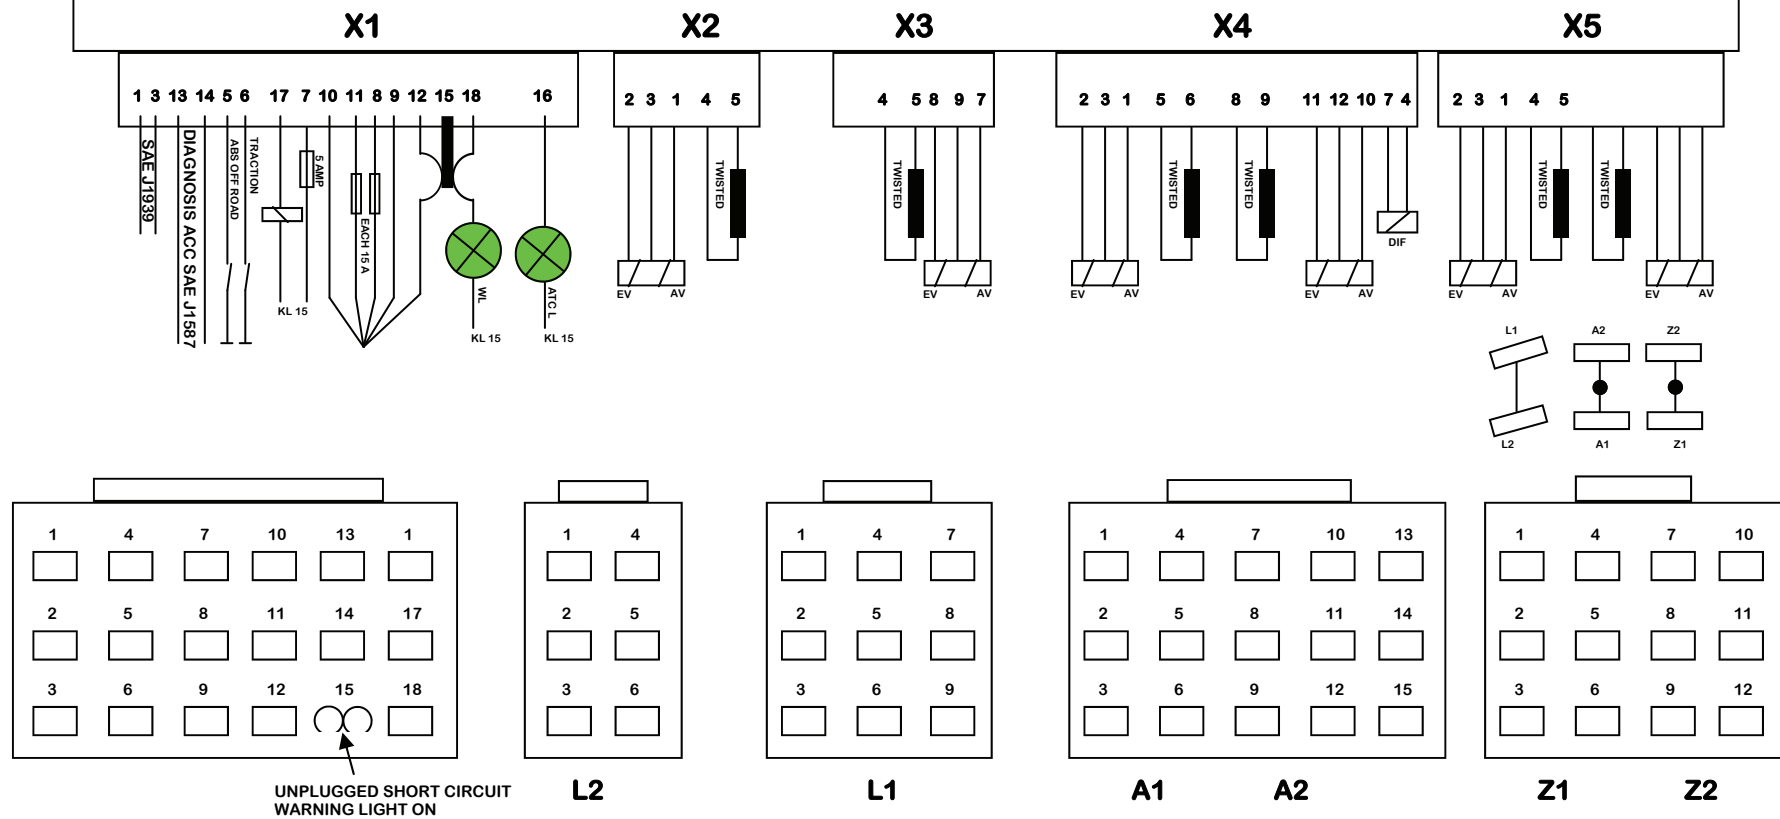 X1 X2 X3 X4 X5
1 3 13 14 5 6 17 7 10 11 8 9 12 15 18 16
2 3 1 4 5
4 5 8 9 7
2 3 1 5 6 8 9 11 12 10 7 4
2 3 1 4 5
SAE J1939
DIAGNOSIS ACC SAE J1587
ABS OFF ROAD
TRACTION
5 AMP
EACH 15 A
KL 15
WL
KL 15
ATC L
KL 15
TWISTED
EV AV
TWISTED
EV AV
TWISTED
TWISTED
DIF
EV AV
EV AV
TWISTED
TWISTED
EV AV
EV AV
L1 A2 Z2
L2 A1 Z1
1 4 7 10 13 1
2 5 8 11 14 17
3 6 9 12 15 18
UNPLUGGED SHORT CIRCUIT
WARNING LIGHT ON
1 4
2 5
3 6
L2
1 4 7
2 5 8
3 6 9
L1
1 4 7 10 13
2 5 8 11 14
3 6 9 12 15
A1 A2
1 4 7 10
2 5 8 11
3 6 9 12
Z1 Z2